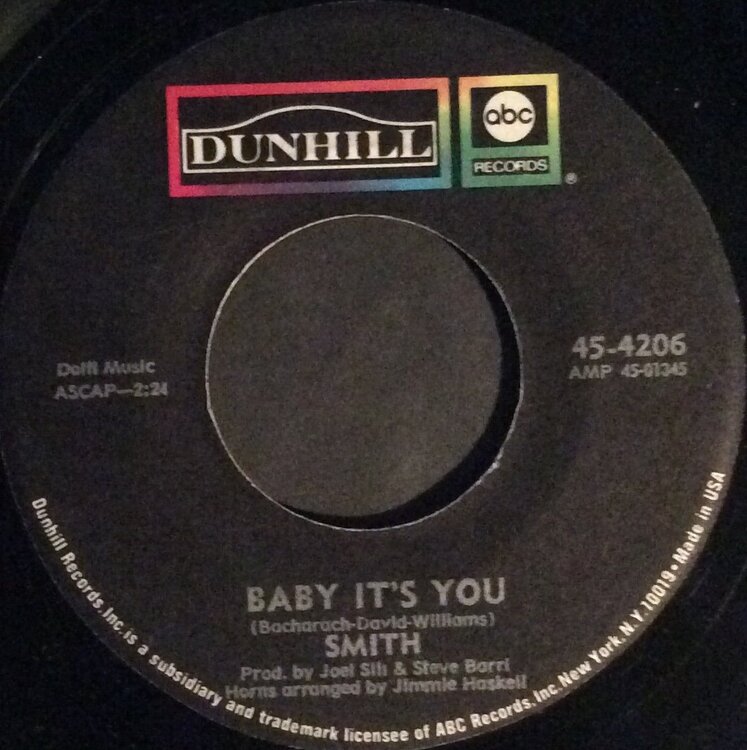 DUNHILL
abc
RECORDS
®
Dolfi Music
ASCAP—2:24
45-4206
AMP 45-01345
BABY IT'S YOU
(Bacharach-David-Williams)
SMITH
Prod. by Joel Sill & Steve Barri
Horns arranged by Jimmie Haskell
Dunhill Records, Inc. is a subsidiary and trademark licensee of ABC Records, Inc. New York, N.Y. 10019 • Made in USA